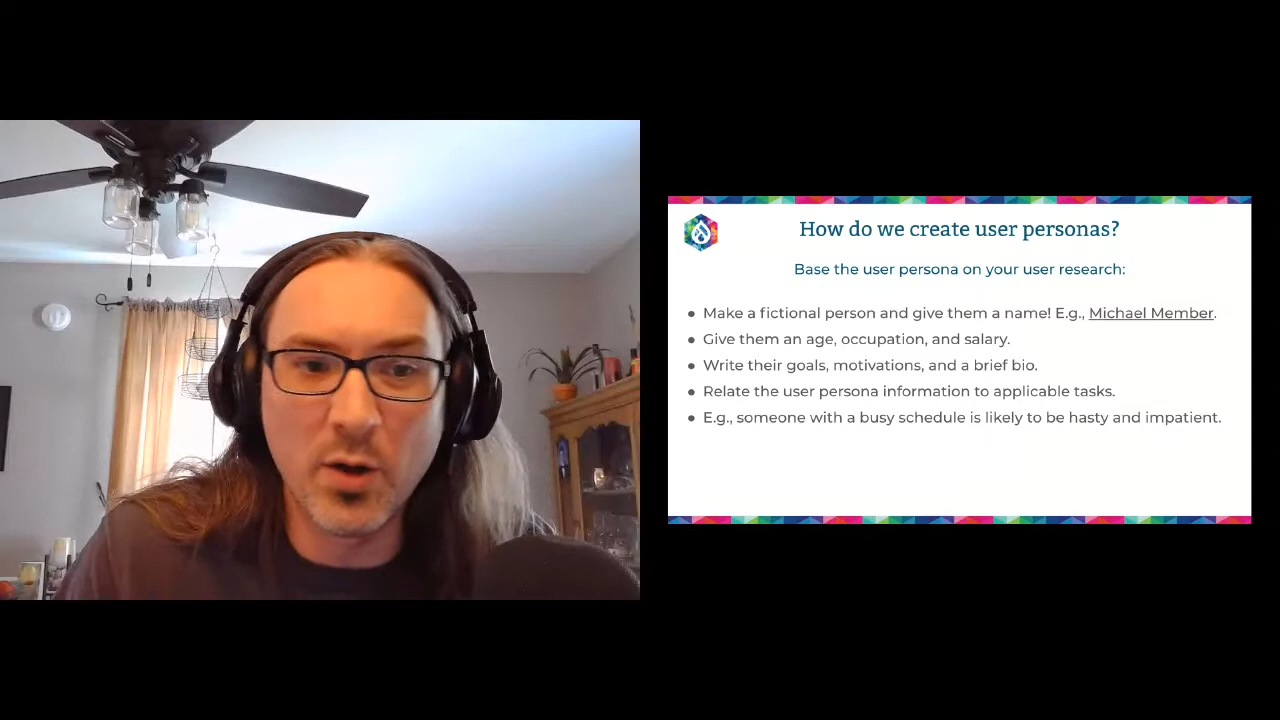 How do we create user personas?
Base the user persona on your user research:
● Make a fictional person and give them a name! E.g., Michael Member.
● Give them an age, occupation, and salary.
● Write their goals, motivations, and a brief bio.
● Relate the user persona information to applicable tasks.
● E.g., someone with a busy schedule is likely to be hasty and impatient.